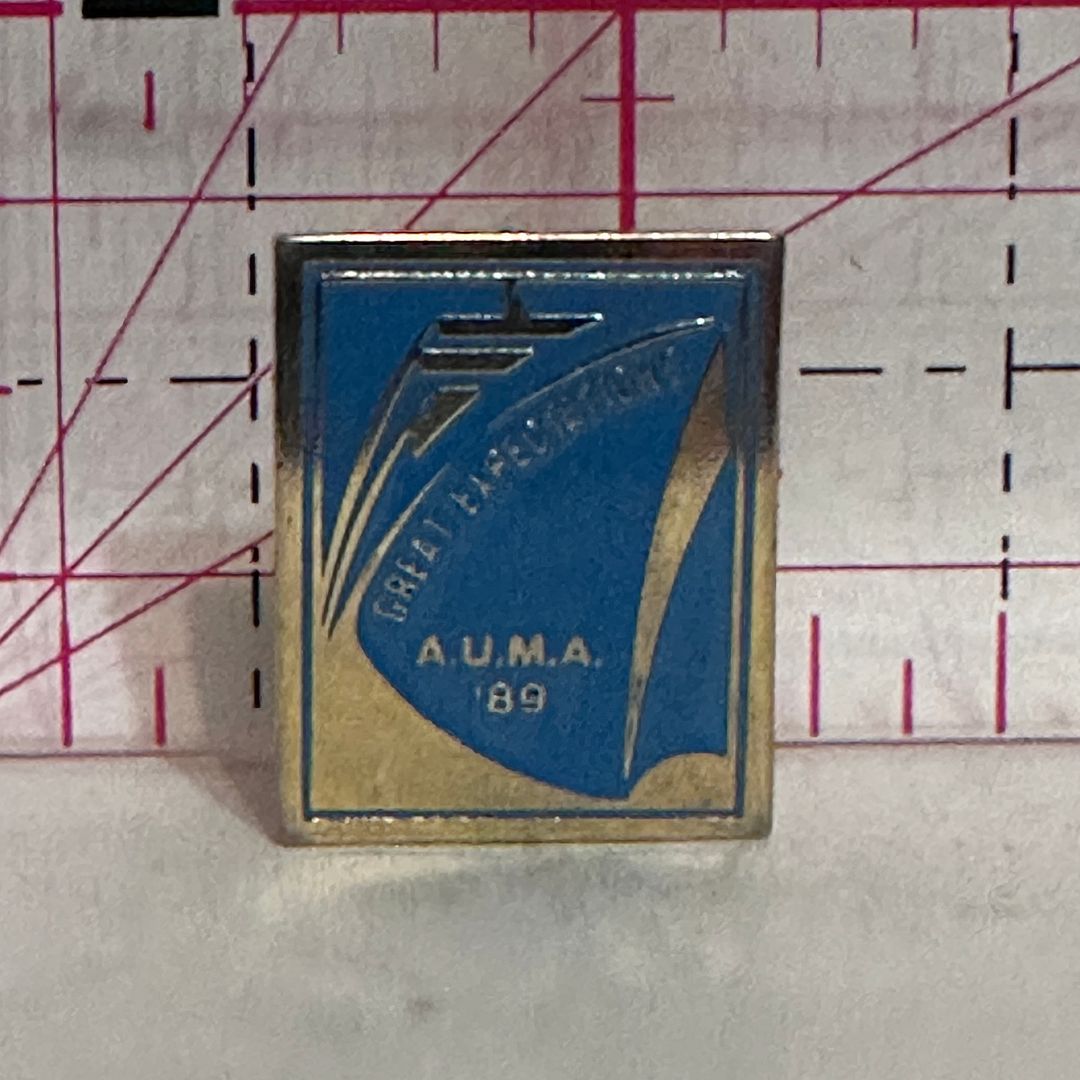 GREAT EXPECTATIONS
A.U.M.A.
'89